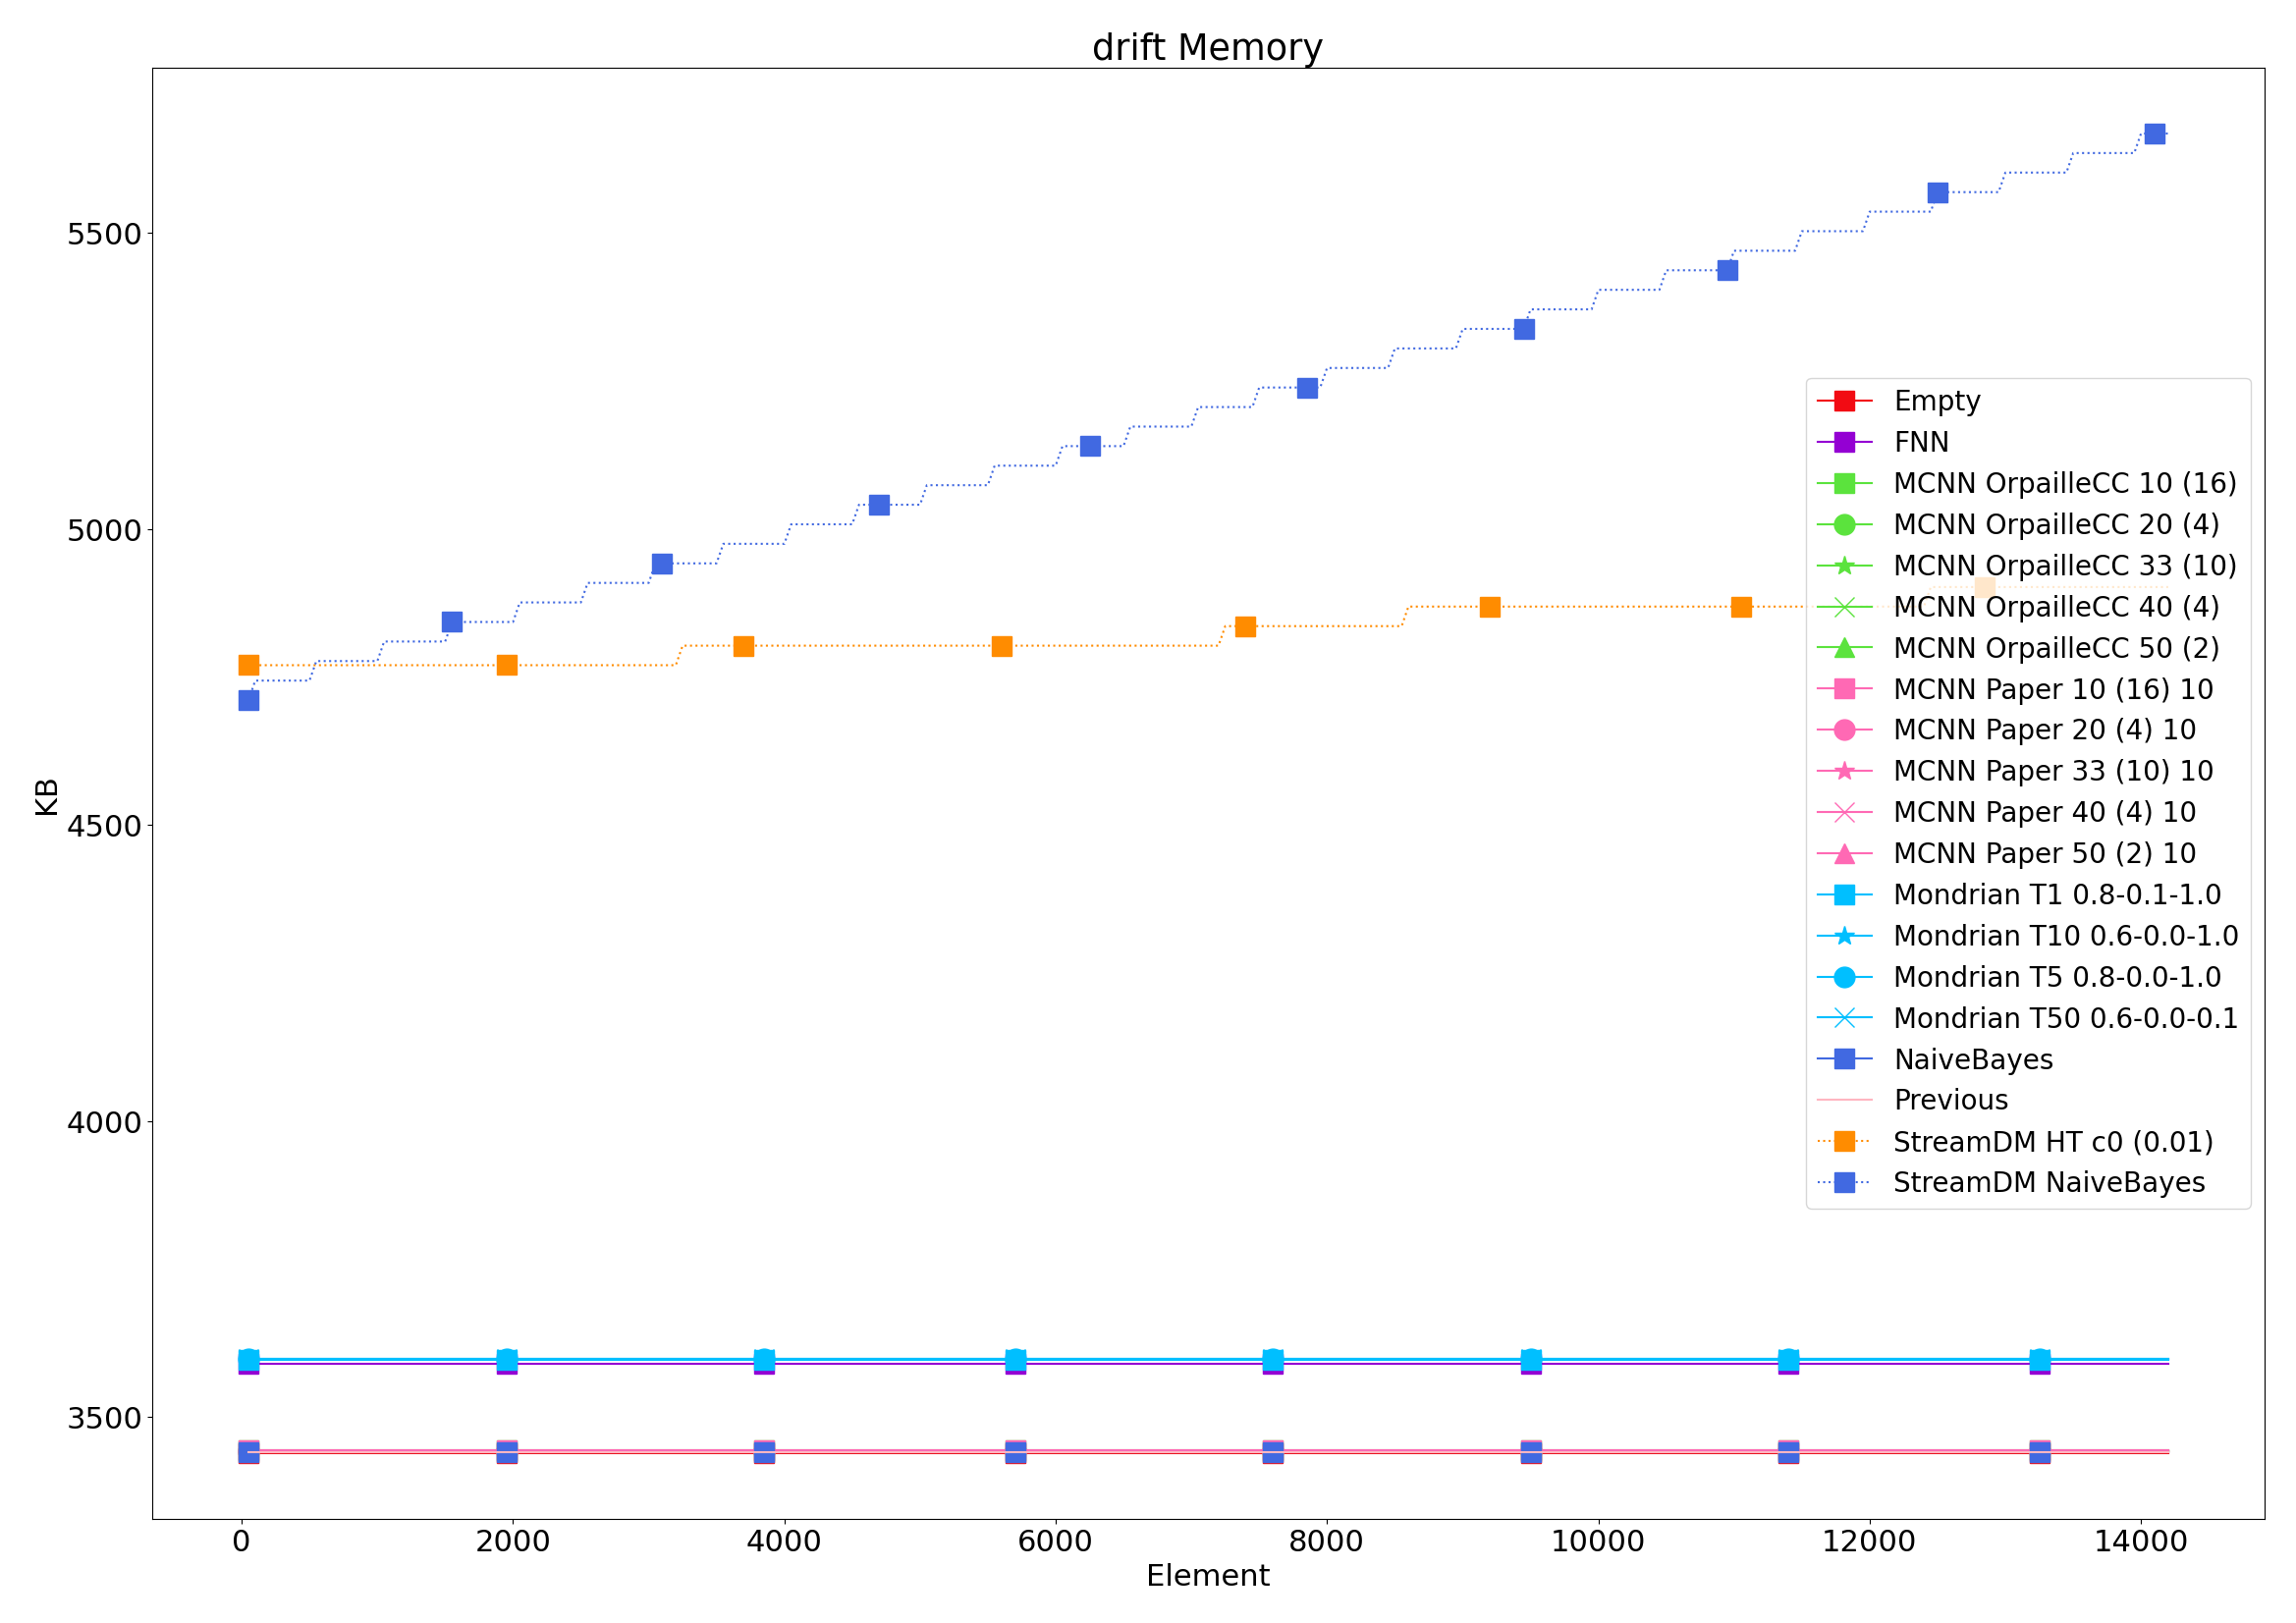 drift Memory
KB
5500
5000
4500
4000
3500
0 2000 4000 6000 8000 10000 12000 14000
Element
Empty
FNN
MCNN OrpailleCC 10 (16)
MCNN OrpailleCC 20 (4)
MCNN OrpailleCC 33 (10)
MCNN OrpailleCC 40 (4)
MCNN OrpailleCC 50 (2)
MCNN Paper 10 (16) 10
MCNN Paper 20 (4) 10
MCNN Paper 33 (10) 10
MCNN Paper 40 (4) 10
MCNN Paper 50 (2) 10
Mondrian T1 0.8-0.1-1.0
Mondrian T10 0.6-0.0-1.0
Mondrian T5 0.8-0.0-1.0
Mondrian T50 0.6-0.0-0.1
NaiveBayes
Previous
StreamDM HT c0 (0.01)
StreamDM NaiveBayes